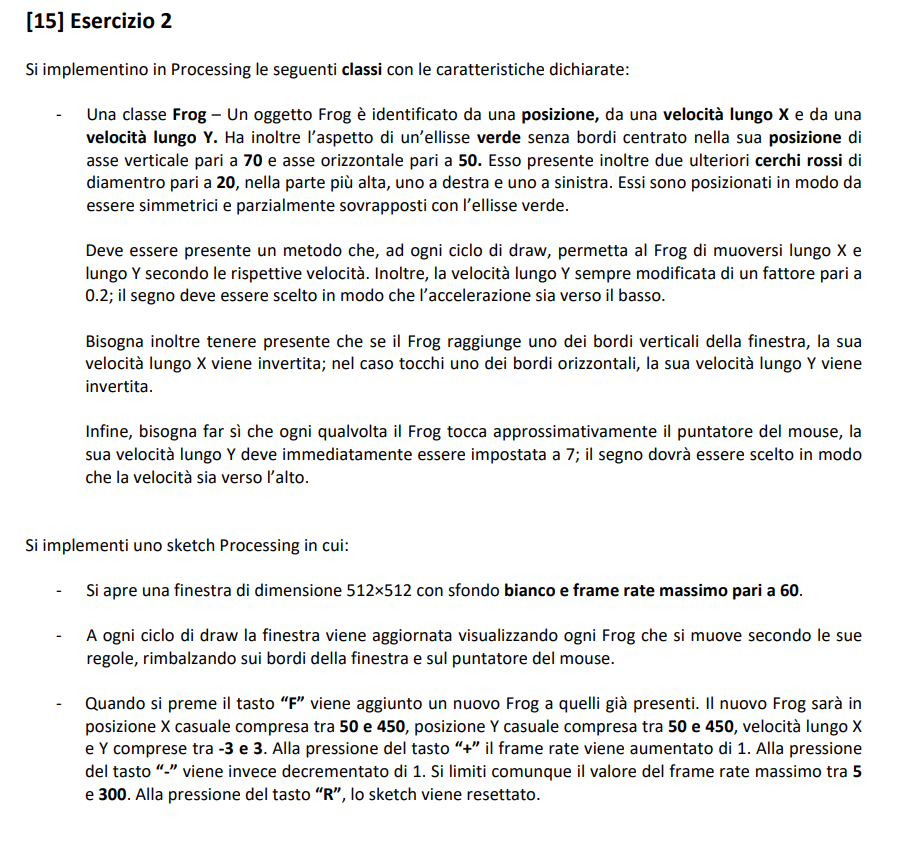 [15] Esercizio 2
Si implementino in Processing le seguenti classi con le caratteristiche dichiarate:
- Una classe Frog – Un oggetto Frog è identificato da una posizione, da una velocità lungo X e da una
velocità lungo Y. Ha inoltre l'aspetto di un'ellisse verde senza bordi centrato nella sua posizione di
asse verticale pari a 70 e asse orizzontale pari a 50. Esso presente inoltre due ulteriori cerchi rossi di
diamentro pari a 20, nella parte più alta, uno a destra e uno a sinistra. Essi sono posizionati in modo da
essere simmetrici e parzialmente sovrapposti con l'ellisse verde.
Deve essere presente un metodo che, ad ogni ciclo di draw, permetta al Frog di muoversi lungo X e
lungo Y secondo le rispettive velocità. Inoltre, la velocità lungo Y sempre modificata di un fattore pari a
0.2; il segno deve essere scelto in modo che l'accelerazione sia verso il basso.
Bisogna inoltre tenere presente che se il Frog raggiunge uno dei bordi verticali della finestra, la sua
velocità lungo X viene invertita; nel caso tocchi uno dei bordi orizzontali, la sua velocità lungo Y viene
invertita.
Infine, bisogna far sì che ogni qualvolta il Frog tocca approssimativamente il puntatore del mouse, la
sua velocità lungo Y deve immediatamente essere impostata a 7; il segno dovrà essere scelto in modo
che la velocità sia verso l'alto.
Si implementi uno sketch Processing in cui:
- Si apre una finestra di dimensione 512×512 con sfondo bianco e frame rate massimo pari a 60.
- A ogni ciclo di draw la finestra viene aggiornata visualizzando ogni Frog che si muove secondo le sue
regole, rimbalzando sui bordi della finestra e sul puntatore del mouse.
- Quando si preme il tasto "F" viene aggiunto un nuovo Frog a quelli già presenti. Il nuovo Frog sarà in
posizione X casuale compresa tra 50 e 450, posizione Y casuale compresa tra 50 e 450, velocità lungo X
e Y comprese tra -3 e 3. Alla pressione del tasto "+" il frame rate viene aumentato di 1. Alla pressione
del tasto "-" viene invece decrementato di 1. Si limiti comunque il valore del frame rate massimo tra 5
e 300. Alla pressione del tasto "R", lo sketch viene resettato.